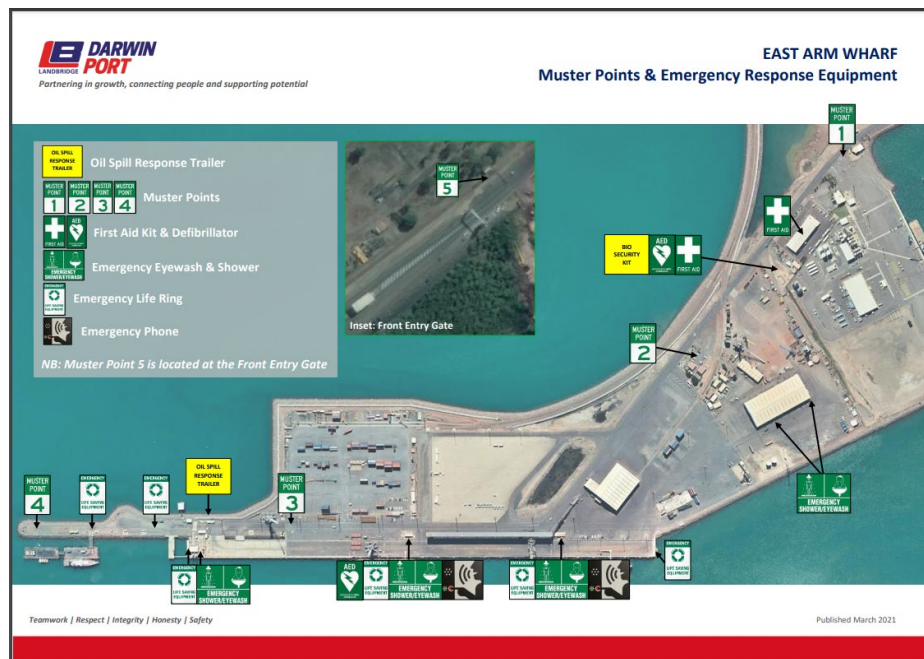 LANDBRIDGE
DARWIN
PORT
Partnering in growth, connecting people and supporting potential
EAST ARM WHARF
Muster Points & Emergency Response Equipment
OIL SPILL
RESPONSE
TRAILER
Oil Spill Response Trailer
MUSTER POINT 1
MUSTER POINT 2
MUSTER POINT 3
MUSTER POINT 4
Muster Points
FIRST AID
AED
First Aid Kit & Defibrillator
EMERGENCY
SHOWER/EYEWASH
Emergency Eyewash & Shower
EMERGENCY
LIFE SAVING
EQUIPMENT
Emergency Life Ring
Emergency Phone
NB: Muster Point 5 is located at the Front Entry Gate
MUSTER
POINT
5
Inset: Front Entry Gate
MUSTER
POINT
1
FIRST AID
BIO
SECURITY
KIT
AED
FIRST AID
MUSTER
POINT
2
EMERGENCY
SHOWER/EYEWASH
MUSTER
POINT
4
EMERGENCY
LIFE SAVING
EQUIPMENT
EMERGENCY
LIFE SAVING
EQUIPMENT
OIL SPILL
RESPONSE
TRAILER
MUSTER
POINT
3
EMERGENCY
LIFE SAVING
EQUIPMENT
EMERGENCY
SHOWER/EYEWASH
AED
EMERGENCY
LIFE SAVING
EQUIPMENT
EMERGENCY
SHOWER/EYEWASH
EMERGENCY
LIFE SAVING
EQUIPMENT
EMERGENCY
SHOWER/EYEWASH
EMERGENCY
LIFE SAVING
EQUIPMENT
Teamwork | Respect | Integrity | Honesty | Safety
Published March 2021